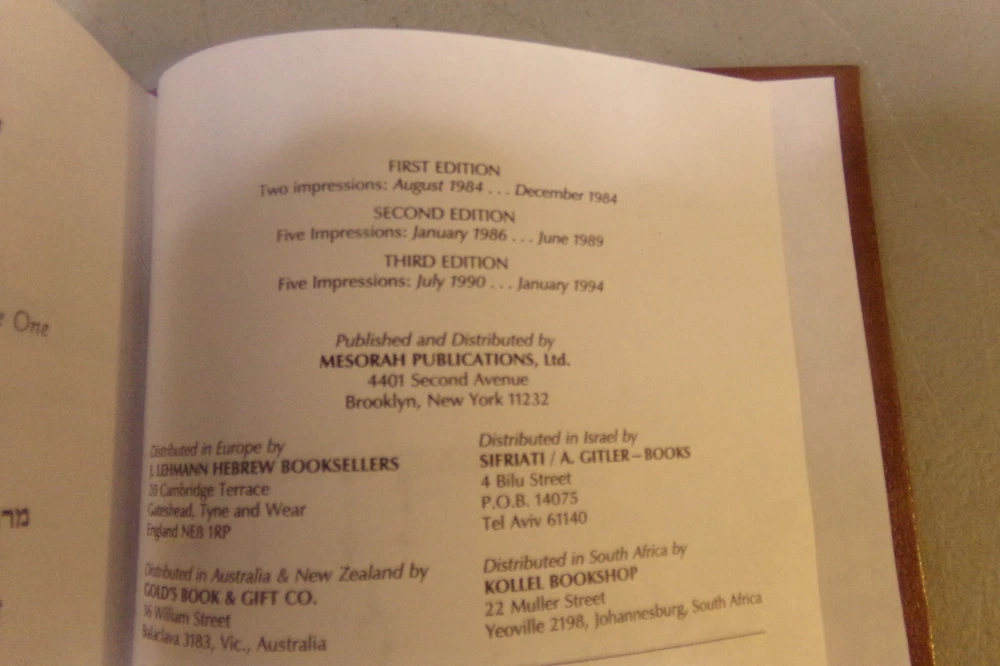 One
מר
FIRST EDITION
Two impressions: August 1984 . . . December 1984
SECOND EDITION
Five Impressions: January 1986 . . . June 1989
THIRD EDITION
Five Impressions: July 1990 . . . January 1994
Published and Distributed by
MESORAH PUBLICATIONS, Ltd.
4401 Second Avenue
Brooklyn, New York 11232
Distributed in Europe by
J. LEHMANN HEBREW BOOKSELLERS
20 Cambridge Terrace
Gateshead, Tyne and Wear
England NE8 1RP
Distributed in Israel by
SIFRIATI / A. GITLER–BOOKS
4 Bilu Street
P.O.B. 14075
Tel Aviv 61140
Distributed in Australia & New Zealand by
GOLD'S BOOK & GIFT CO.
36 William Street
Balaclava 3183, Vic., Australia
Distributed in South Africa by
KOLLEL BOOKSHOP
22 Muller Street
Yeoville 2198, Johannesburg, South Africa